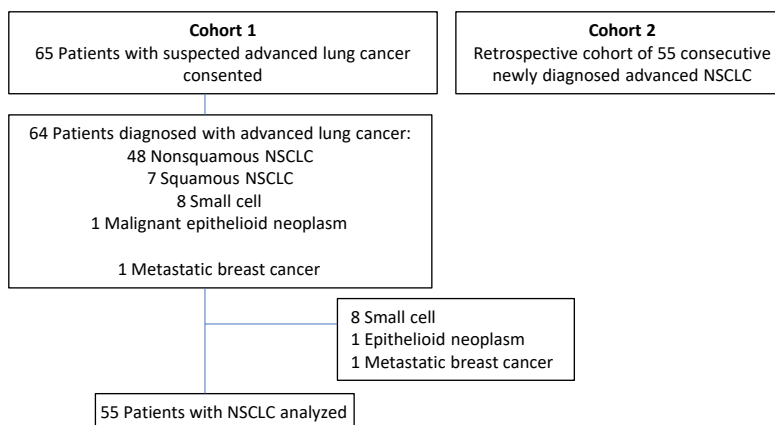 Cohort 1
65 Patients with suspected advanced lung cancer
consented
Cohort 2
Retrospective cohort of 55 consecutive
newly diagnosed advanced NSCLC
64 Patients diagnosed with advanced lung cancer:
48 Nonsquamous NSCLC
7 Squamous NSCLC
8 Small cell
1 Malignant epithelioid neoplasm
1 Metastatic breast cancer
8 Small cell
1 Epithelioid neoplasm
1 Metastatic breast cancer
55 Patients with NSCLC analyzed